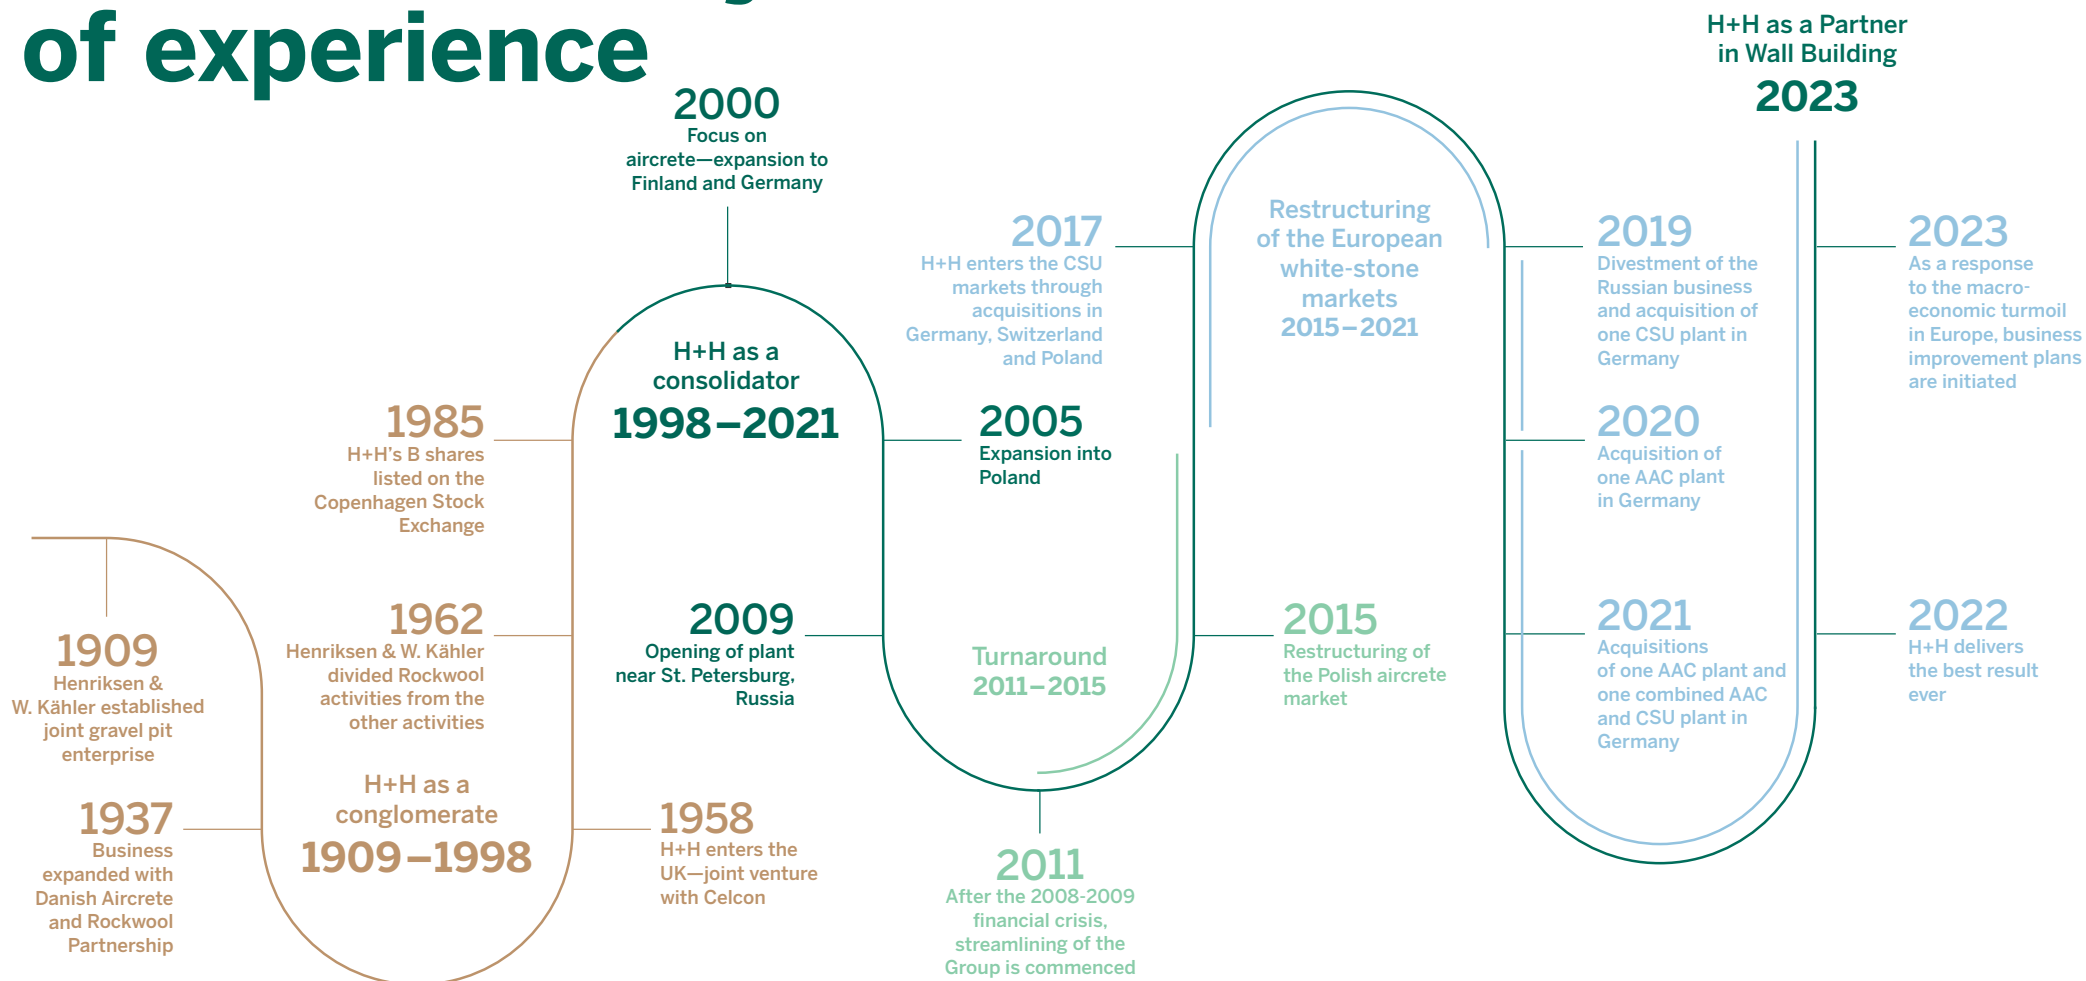 of experience
1909
Henriksen &
W. Kähler established
joint gravel pit
enterprise
1937
Business
expanded with
Danish Aircrete
and Rockwool
Partnership
H+H as a
conglomerate
1909–1998
1958
H+H enters the
UK—joint venture
with Celcon
1962
Henriksen & W. Kähler
divided Rockwool
activities from the
other activities
1985
H+H’s B shares
listed on the
Copenhagen Stock
Exchange
2000
Focus on
aircrete—expansion to
Finland and Germany
H+H as a
consolidator
1998–2021
2005
Expansion into
Poland
2009
Opening of plant
near St. Petersburg,
Russia
2011
After the 2008-2009
financial crisis,
streamlining of the
Group is commenced
Turnaround
2011–2015
2015
Restructuring of
the Polish aircrete
market
2017
H+H enters the CSU
markets through
acquisitions in
Germany, Switzerland
and Poland
Restructuring
of the European
white-stone
markets
2015–2021
2019
Divestment of the
Russian business
and acquisition of
one CSU plant in
Germany
2020
Acquisition of
one AAC plant
in Germany
2021
Acquisitions
of one AAC plant and
one combined AAC
and CSU plant in
Germany
2022
H+H delivers
the best result
ever
2023
As a response
to the macro-
economic turmoil
in Europe, business
improvement plans
are initiated
H+H as a Partner
in Wall Building
2023